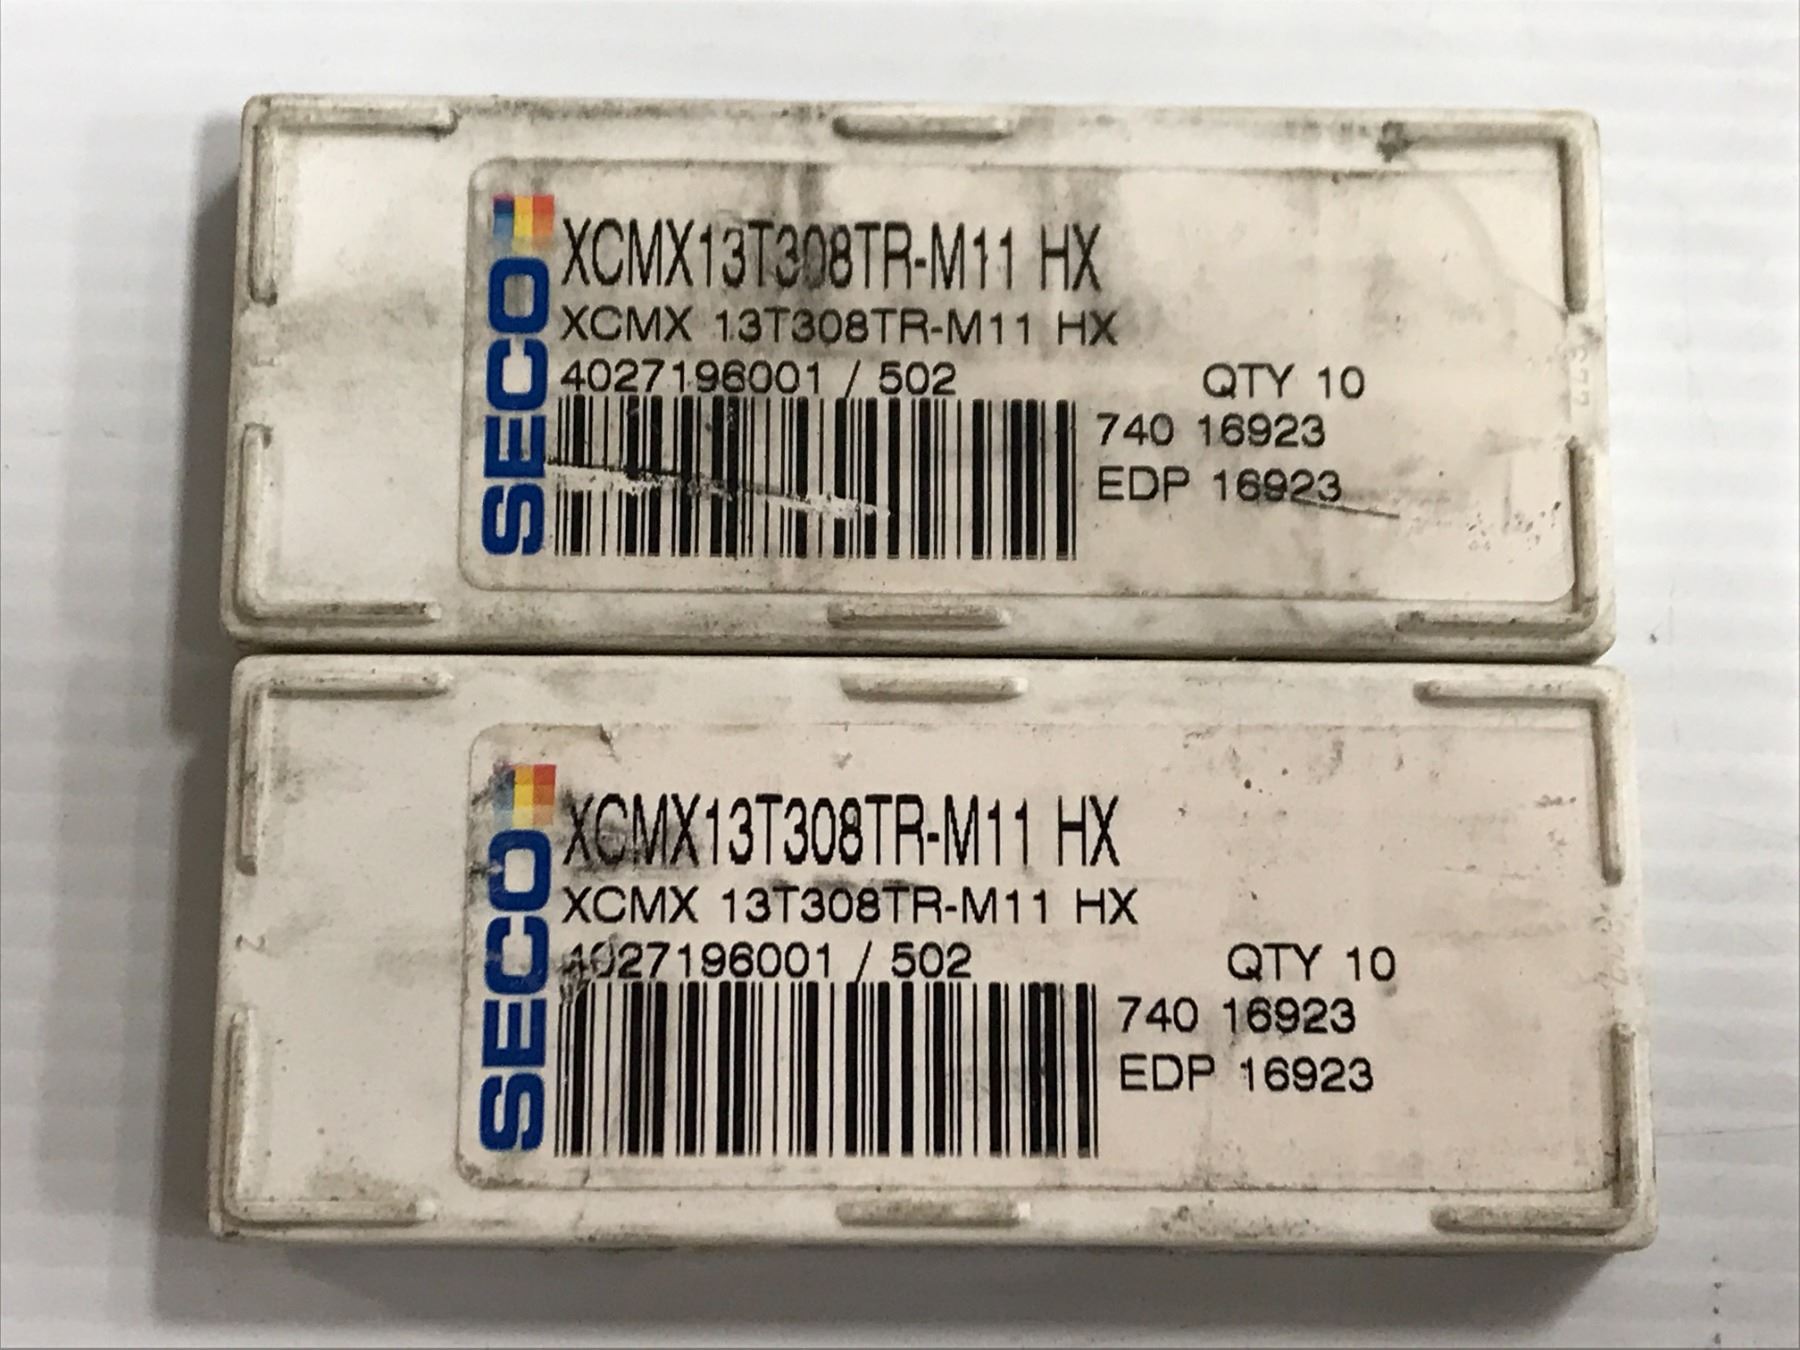 SECO
XCMX13T308TR-M11 HX
XCMX 13T308TR-M11 HX
4027196001 / 502 QTY 10
740 16923
EDP 16923
SECO
XCMX13T308TR-M11 HX
XCMX 13T308TR-M11 HX
4027196001 / 502 QTY 10
740 16923
EDP 16923
2